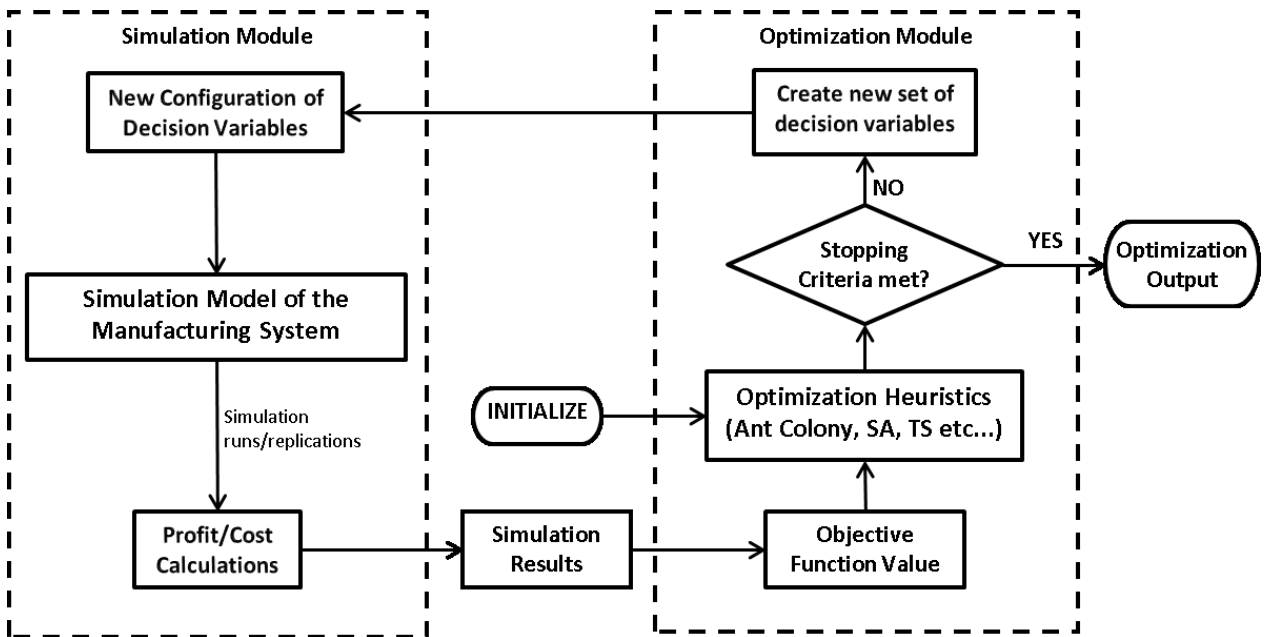 Simulation Module
New Configuration of
Decision Variables
Simulation Model of the
Manufacturing System
Simulation
runs/replications
Profit/Cost
Calculations
Simulation
Results
INITIALIZE
Optimization Module
Create new set of
decision variables
NO
Stopping
Criteria met?
YES
Optimization
Output
Optimization Heuristics
(Ant Colony, SA, TS etc...)
Objective
Function Value